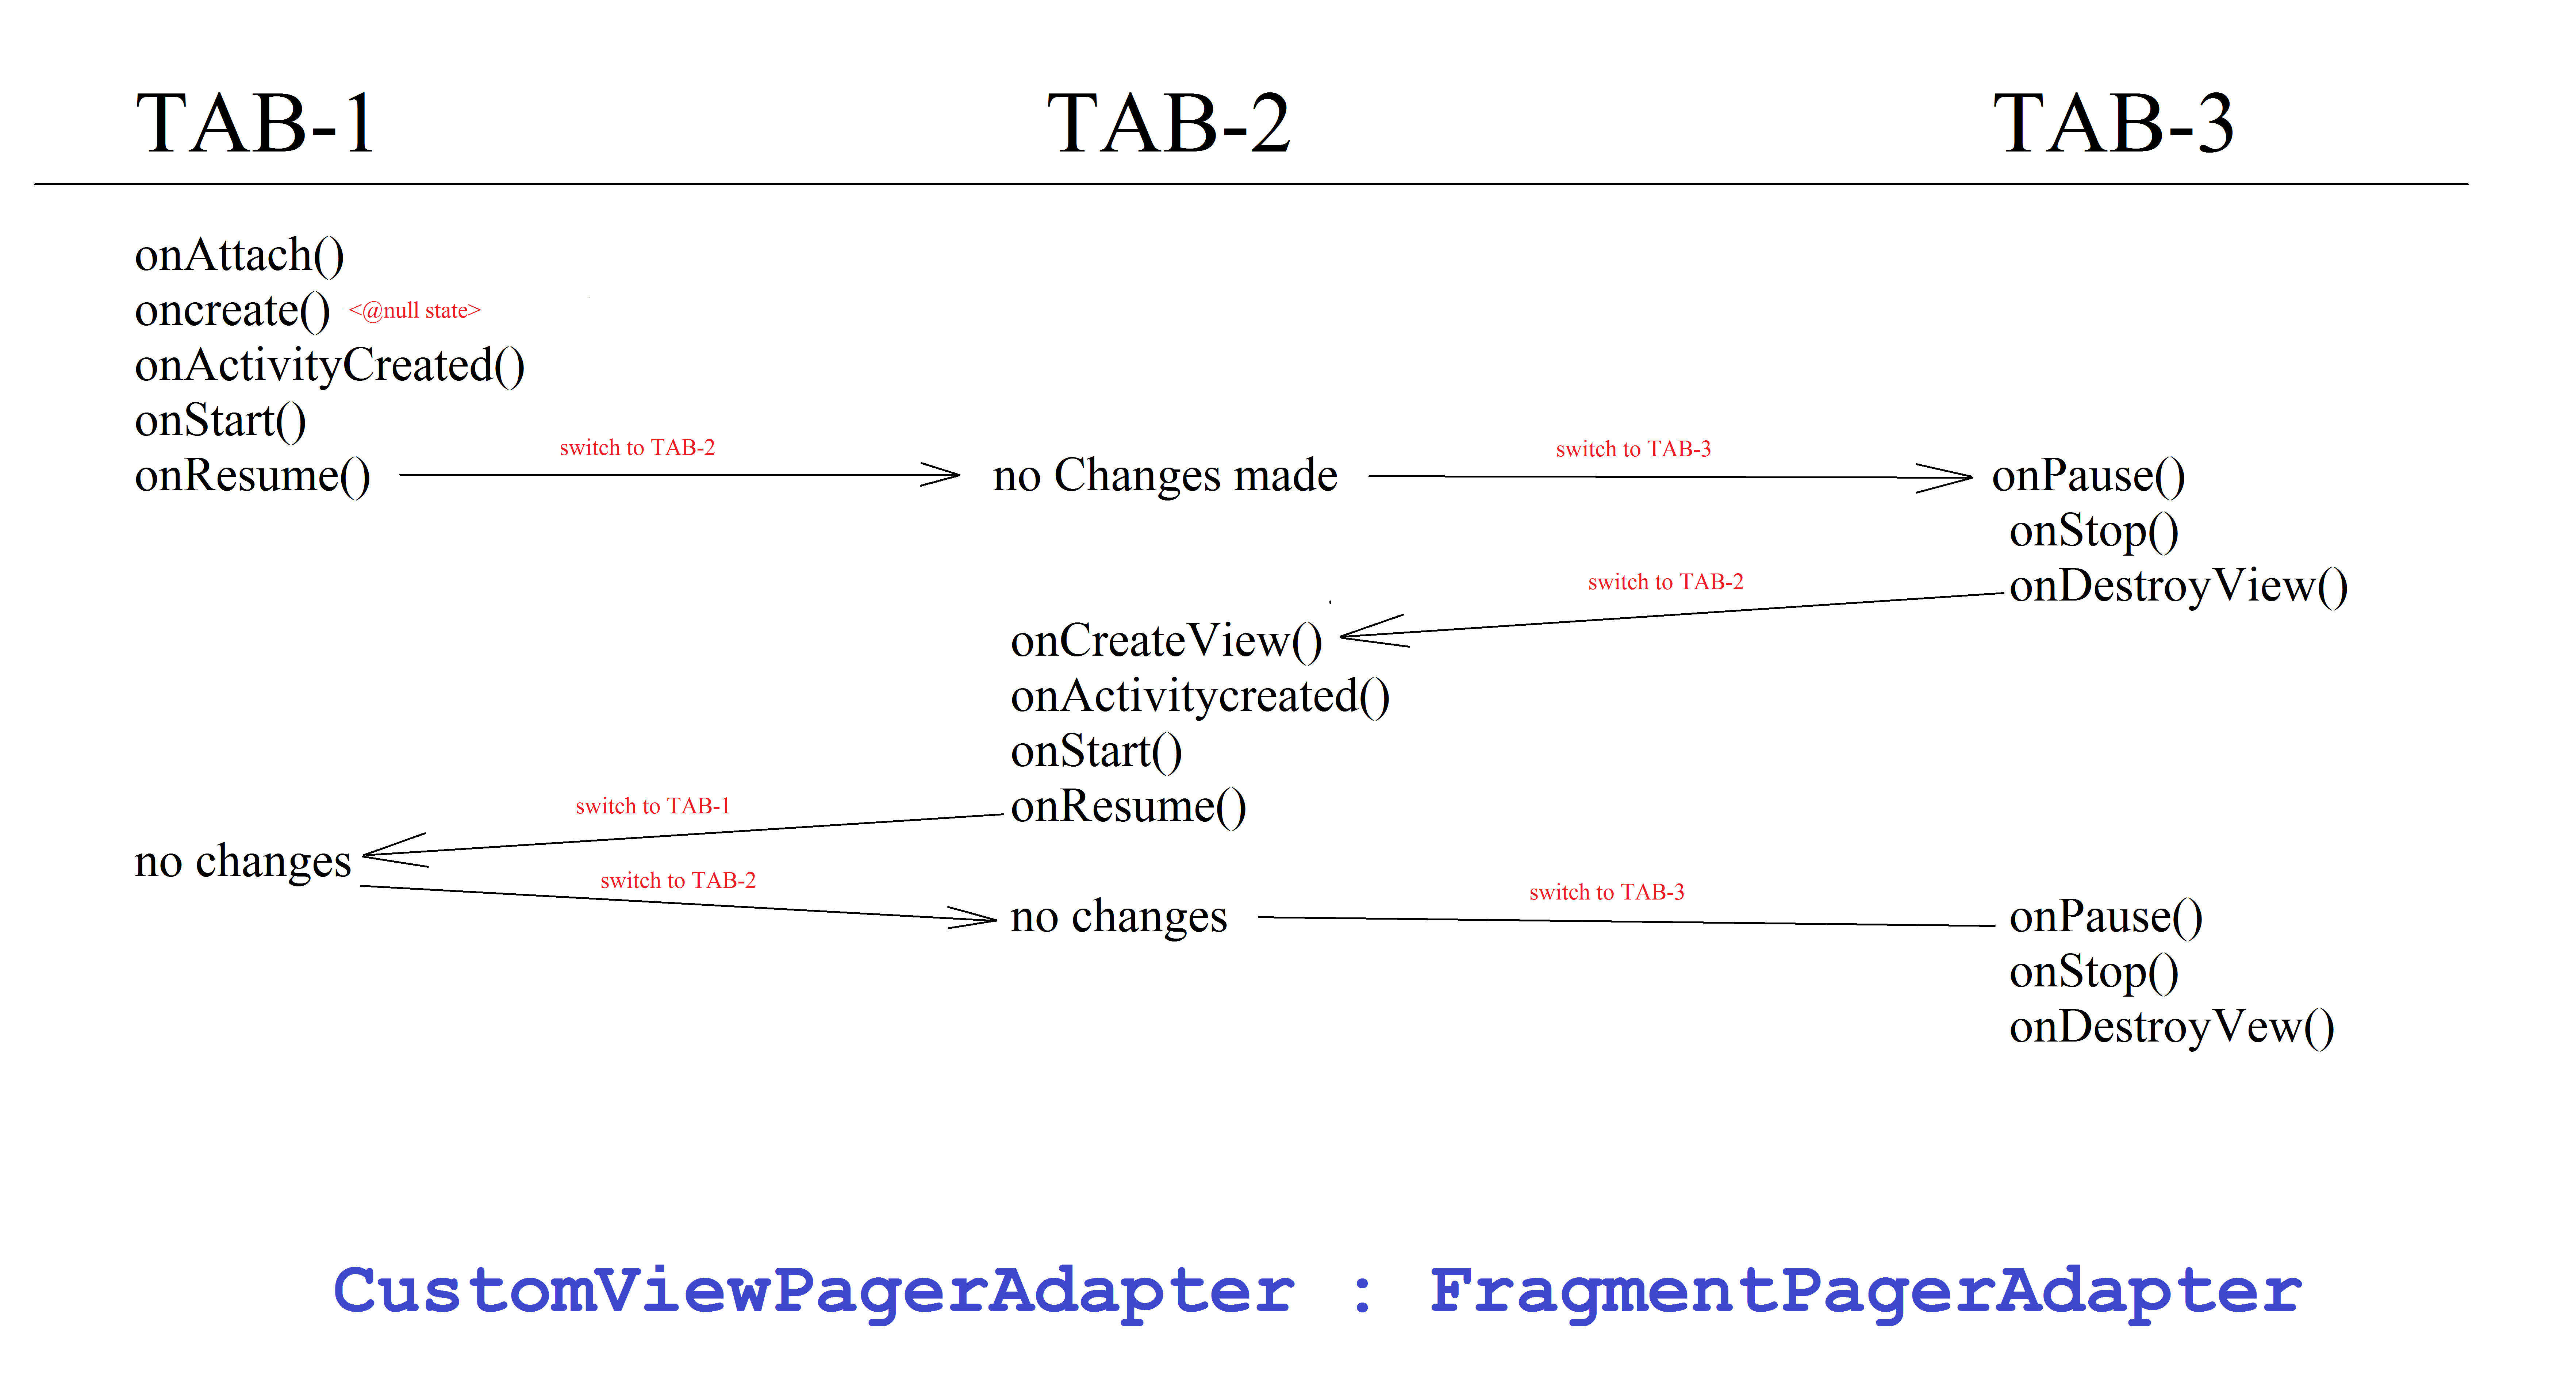 TAB-1 TAB-2 TAB-3
onAttach()
oncreate() <@null state>
onActivityCreated()
onStart()
switch to TAB-2 switch to TAB-3
onResume() no Changes made onPause()
onStop()
switch to TAB-2
onDestroyView()
onCreateView()
onActivitycreated()
onStart()
switch to TAB-1 onResume()
no changes
switch to TAB-2 switch to TAB-3
no changes onPause()
onStop()
onDestroyVew()
CustomViewPagerAdapter : FragmentPagerAdapter